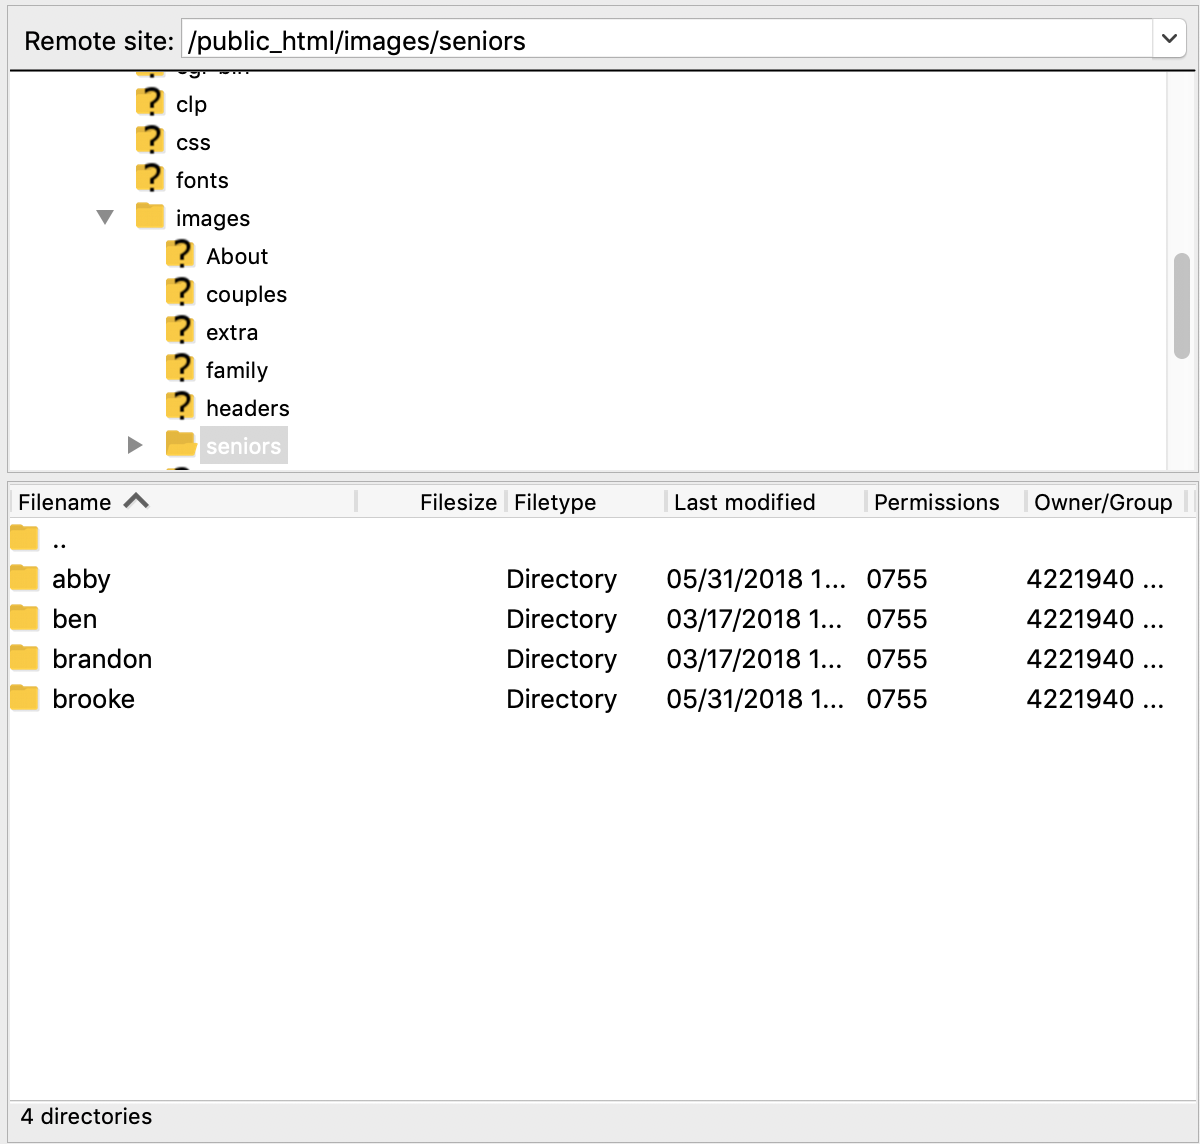 Remote site: /public_html/images/seniors
clp
css
fonts
images
About
couples
extra
family
headers
seniors
Filename Filesize Filetype Last modified Permissions Owner/Group
..
abby Directory 05/31/2018 1... 0755 4221940 ...
ben Directory 03/17/2018 1... 0755 4221940 ...
brandon Directory 03/17/2018 1... 0755 4221940 ...
brooke Directory 05/31/2018 1... 0755 4221940 ...
4 directories